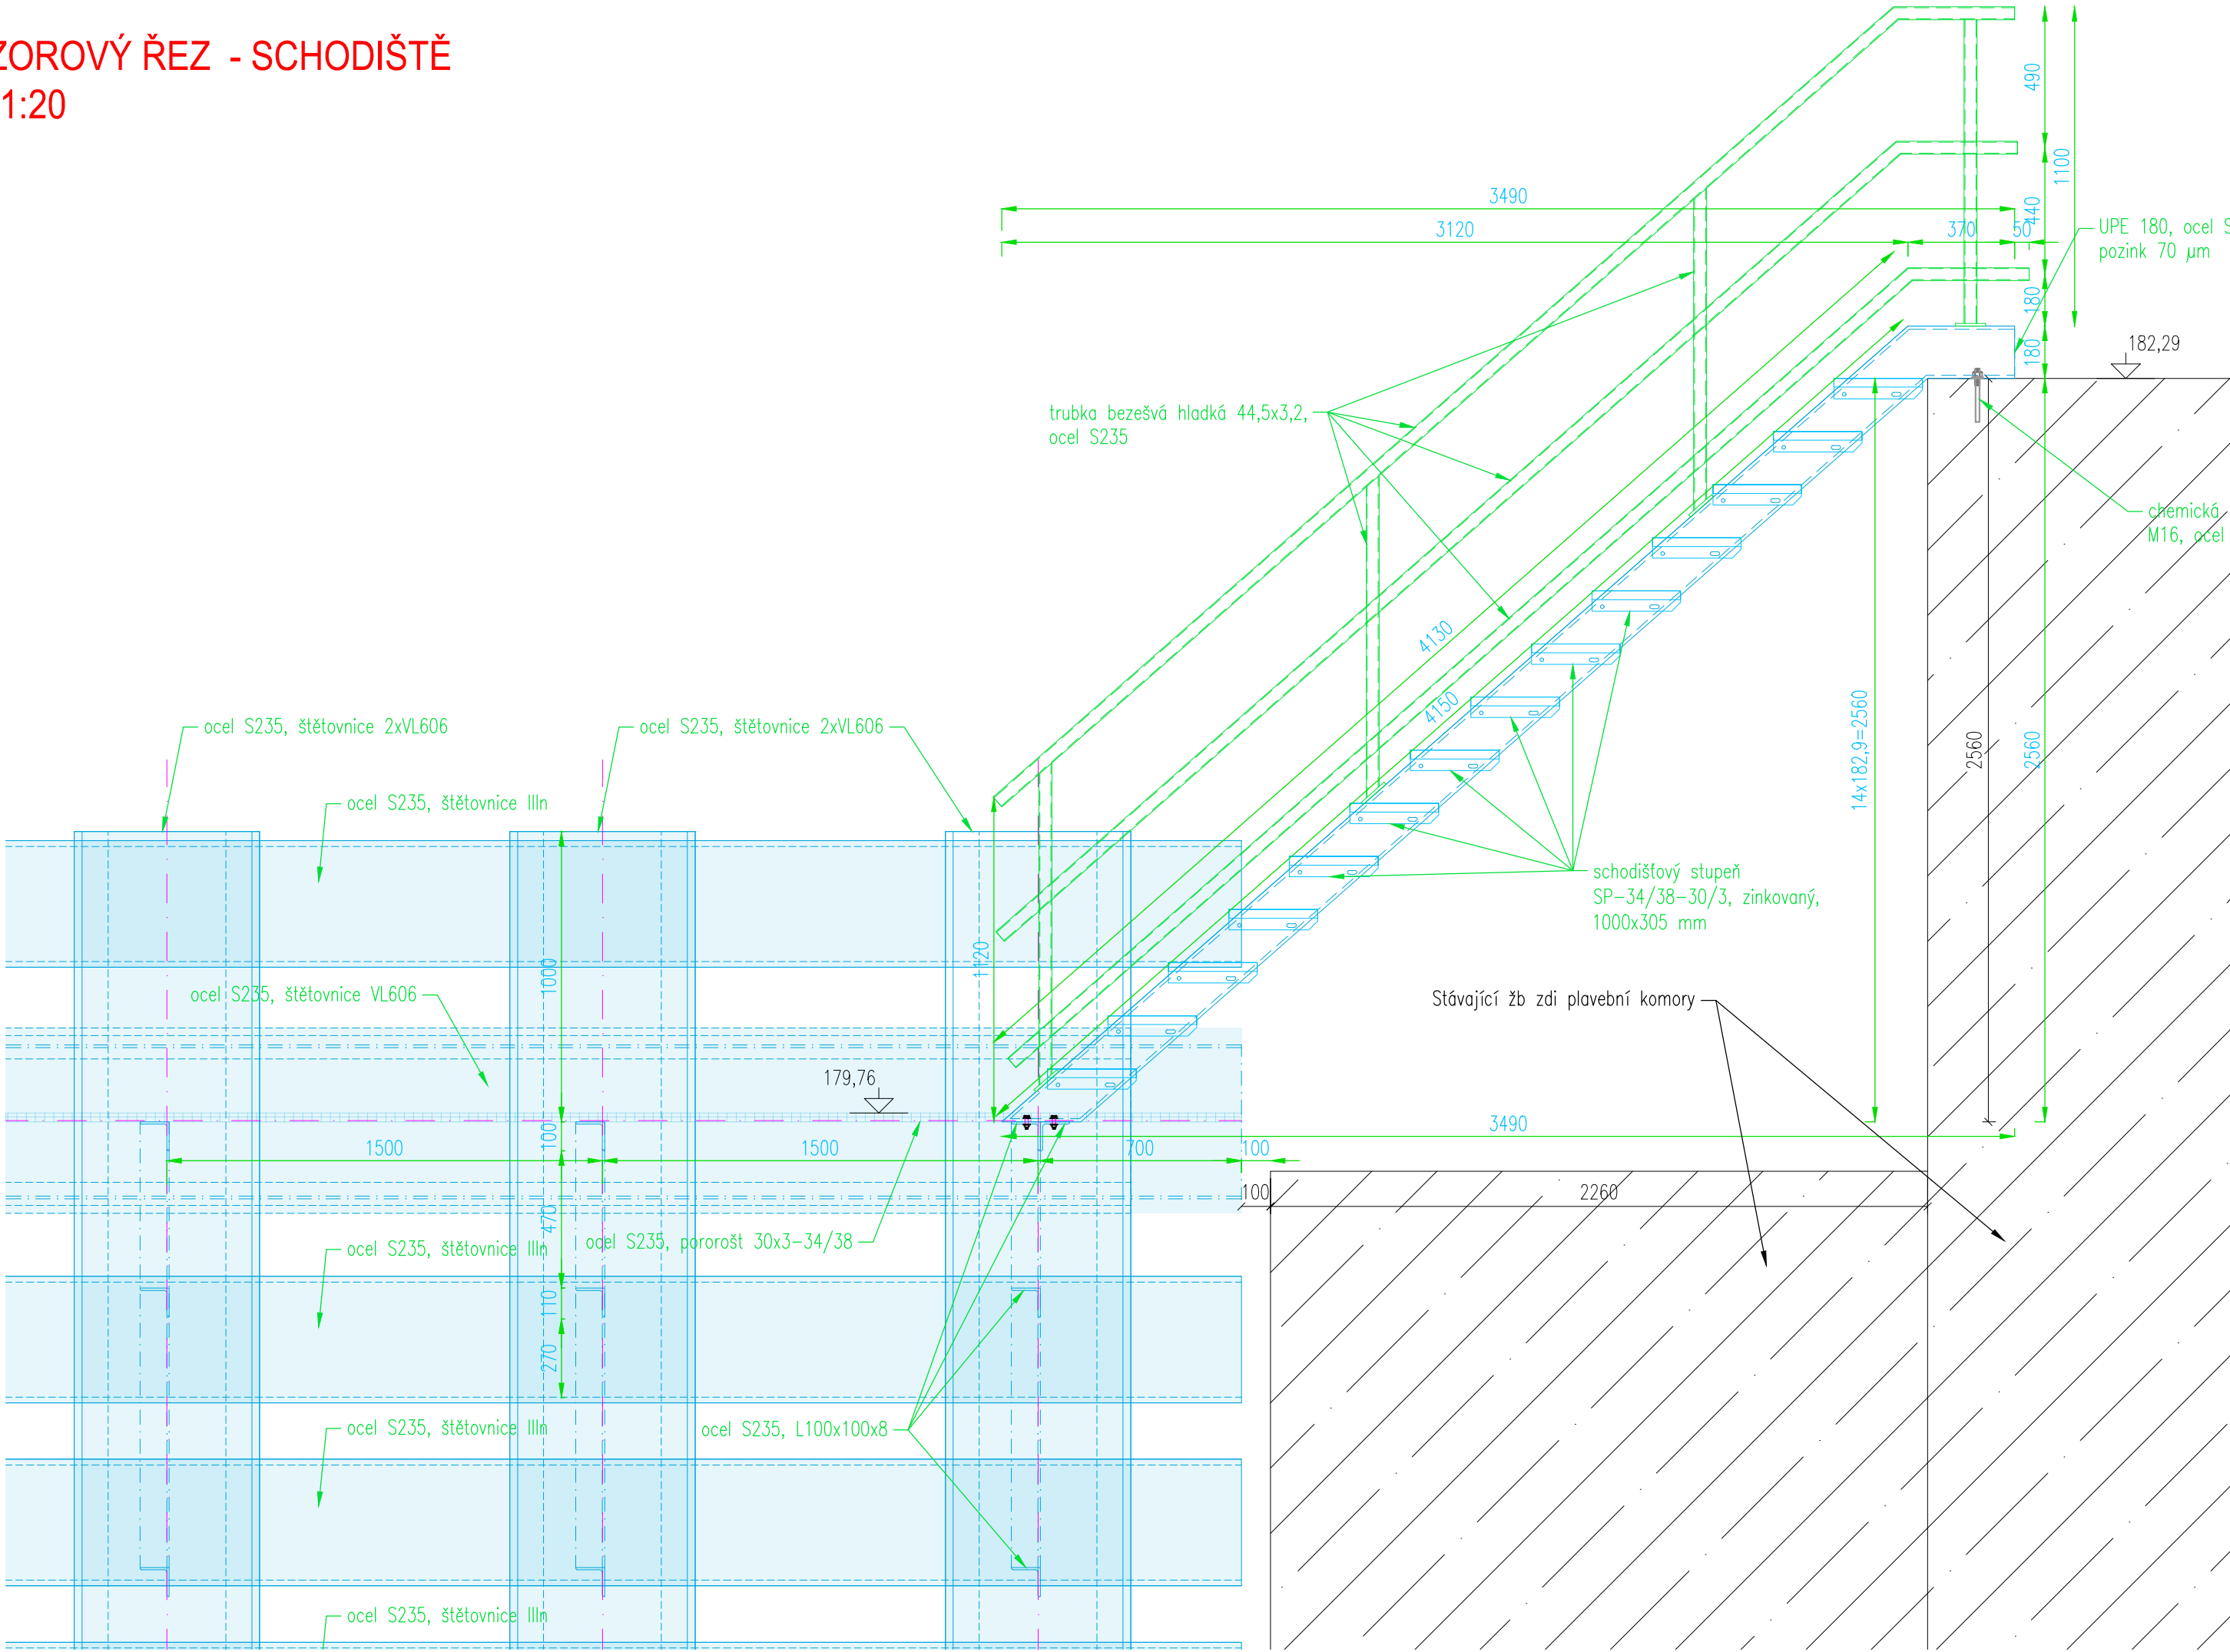 ZOROVÝ ŘEZ - SCHODIŠTĚ
1:20
490
1100
440
3490
3120
370
50
180
180
UPE 180, ocel S
pozink 70 µm
182,29
trubka bezešvá hladká 44,5x3,2,
ocel S235
chemická
M16, ocel
4130
4150
14x182,9=2560
2560
2560
ocel S235, štětovnice 2xVL606
ocel S235, štětovnice 2xVL606
ocel S235, štětovnice IIIn
schodišťový stupeň
SP-34/38-30/3, zinkovaný,
1000x305 mm
1000
1120
ocel S235, štětovnice VL606
Stávající žb zdi plavební komory
179,76
3490
1500
1500
700
100
100
100
2260
470
ocel S235, pororošt 30x3-34/38
ocel S235, štětovnice IIIn
110
270
ocel S235, štětovnice IIIn
ocel S235, L100x100x8
ocel S235, štětovnice IIIn